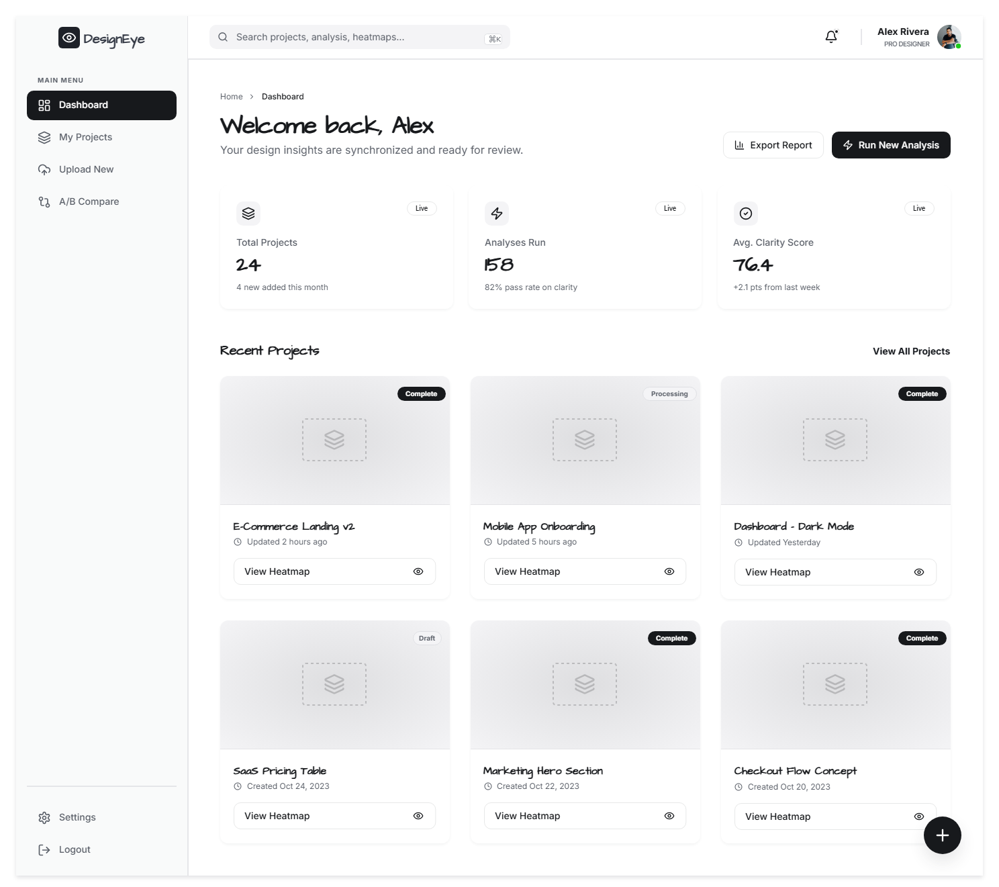 DesignEye
Search projects, analysis, heatmaps...
⌘K
Alex Rivera
PRO DESIGNER
MAIN MENU
Dashboard
My Projects
Upload New
A/B Compare
Settings
Logout
Home > Dashboard
Welcome back, Alex
Your design insights are synchronized and ready for review.
Export Report
Run New Analysis
Live
Total Projects
24
4 new added this month
Live
Analyses Run
158
82% pass rate on clarity
Live
Avg. Clarity Score
76.4
+2.1 pts from last week
Recent Projects
View All Projects
Complete
E-Commerce Landing v2
Updated 2 hours ago
View Heatmap
Processing
Mobile App Onboarding
Updated 5 hours ago
View Heatmap
Complete
Dashboard - Dark Mode
Updated Yesterday
View Heatmap
Draft
SaaS Pricing Table
Created Oct 24, 2023
View Heatmap
Complete
Marketing Hero Section
Created Oct 22, 2023
View Heatmap
Complete
Checkout Flow Concept
Created Oct 20, 2023
View Heatmap